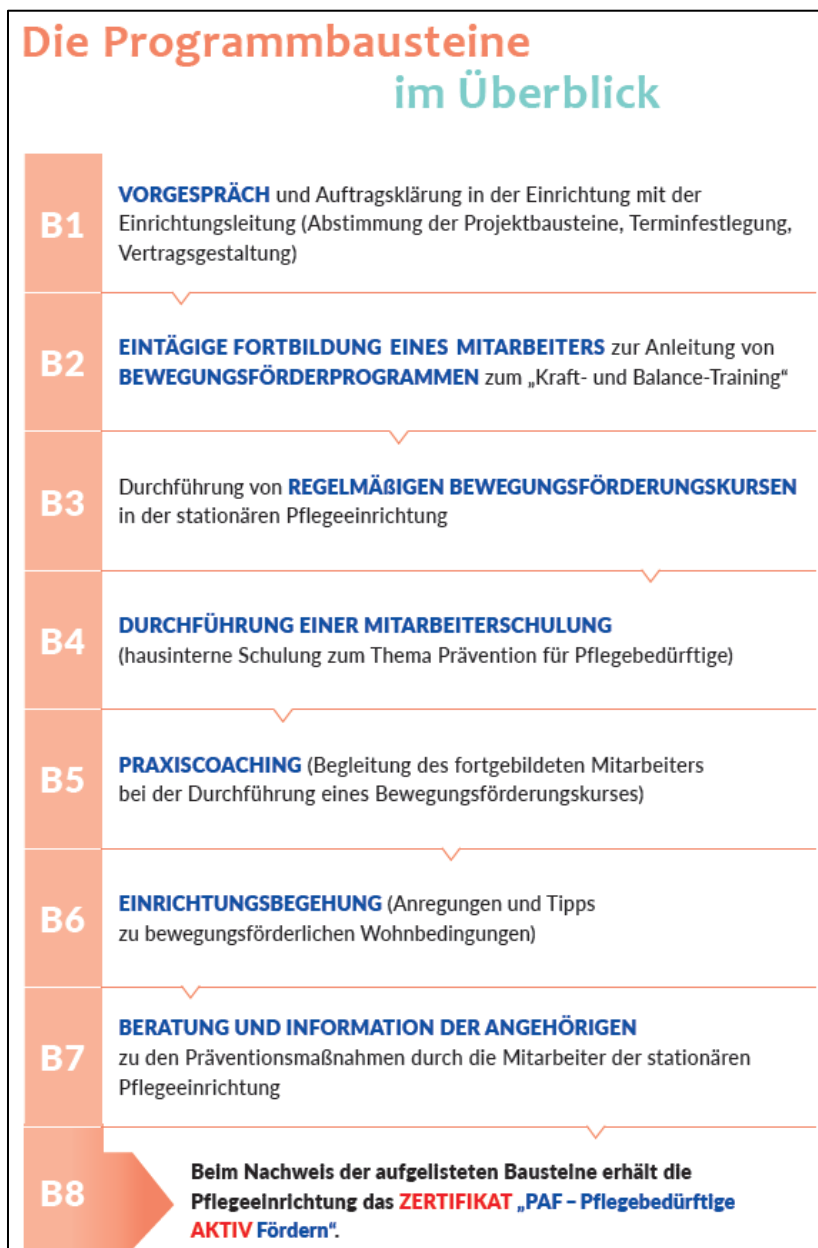 Die Programmbausteine
im Überblick
B1
VORGESPRÄCH und Auftragsklärung in der Einrichtung mit der
Einrichtungsleitung (Abstimmung der Projektbausteine, Terminfestlegung,
Vertragsgestaltung)
B2
EINTÄGIGE FORTBILDUNG EINES MITARBEITERS zur Anleitung von
BEWEGUNGSFÖRDERPROGRAMMEN zum „Kraft- und Balance-Training“
B3
Durchführung von REGELMÄßIGEN BEWEGUNGSFÖRDERUNGSKURSEN
in der stationären Pflegeeinrichtung
B4
DURCHFÜHRUNG EINER MITARBEITERSCHULUNG
(hausinterne Schulung zum Thema Prävention für Pflegebedürftige)
B5
PRAXISCOACHING (Begleitung des fortgebildeten Mitarbeiters
bei der Durchführung eines Bewegungsförderungskurses)
B6
EINRICHTUNGSBEGEHUNG (Anregungen und Tipps
zu bewegungsförderlichen Wohnbedingungen)
B7
BERATUNG UND INFORMATION DER ANGEHÖRIGEN
zu den Präventionsmaßnahmen durch die Mitarbeiter der stationären
Pflegeeinrichtung
B8
Beim Nachweis der aufgelisteten Bausteine erhält die
Pflegeeinrichtung das ZERTIFIKAT „PAF – Pflegebedürftige
AKTIV Fördern“.